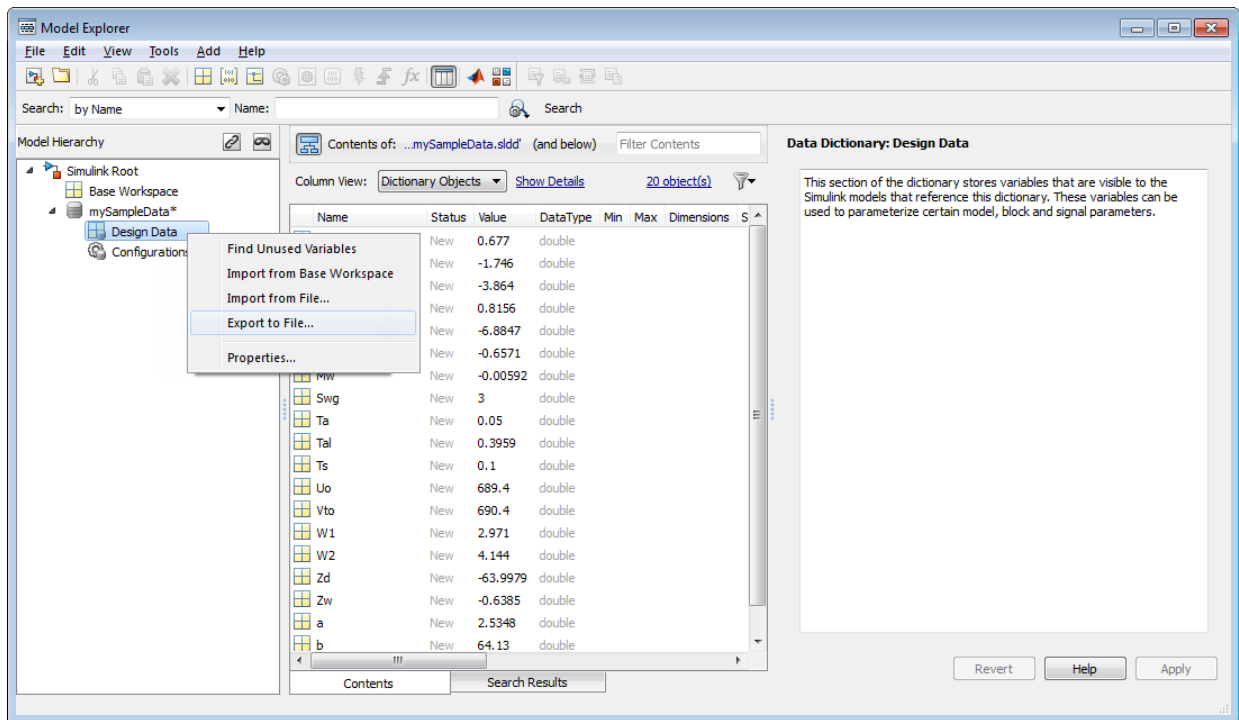 Model Explorer
File Edit View Tools Add Help
fx
Search: by Name Name: Search
Model Hierarchy
Simulink Root
Base Workspace
mySampleData*
Design Data
Configurations
Find Unused Variables
Import from Base Workspace
Import from File...
Export to File...
Properties...
Contents of: ...mySampleData.sldd' (and below) Filter Contents
Column View: Dictionary Objects Show Details 20 object(s)
Name Status Value DataType Min Max Dimensions S
New 0.677 double
New -1.746 double
New -3.864 double
New 0.8156 double
New -6.8847 double
New -0.6571 double
Mw New -0.00592 double
Swg New 3 double
Ta New 0.05 double
Tal New 0.3959 double
Ts New 0.1 double
Uo New 689.4 double
Vto New 690.4 double
W1 New 2.971 double
W2 New 4.144 double
Zd New -63.9979 double
Zw New -0.6385 double
a New 2.5348 double
b New 64.13 double
Contents Search Results
Data Dictionary: Design Data
This section of the dictionary stores variables that are visible to the
Simulink models that reference this dictionary. These variables can be
used to parameterize certain model, block and signal parameters.
Revert Help Apply